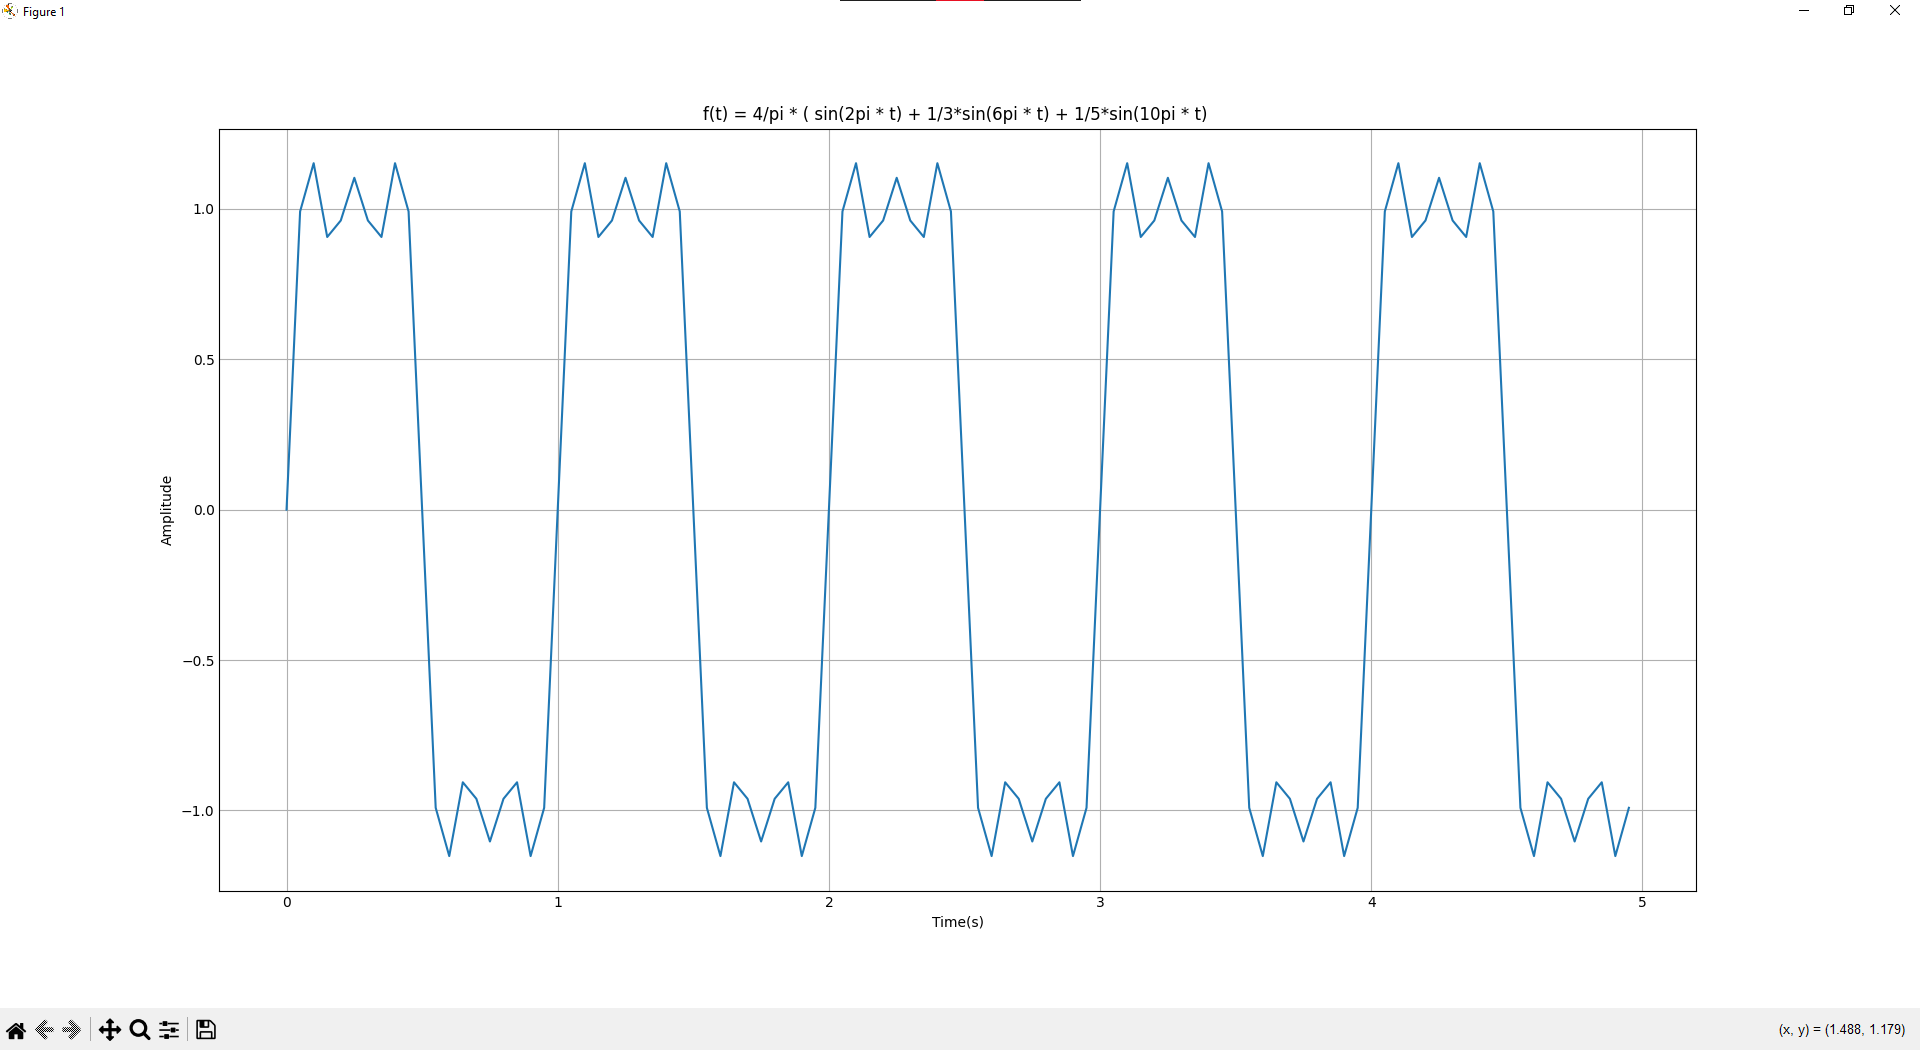 Figure 1
f(t) = 4/pi * ( sin(2pi * t) + 1/3*sin(6pi * t) + 1/5*sin(10pi * t)
1.0
0.5
0.0
−0.5
−1.0
Amplitude
0 1 2 3 4 5
Time(s)
(x, y) = (1.488, 1.179)